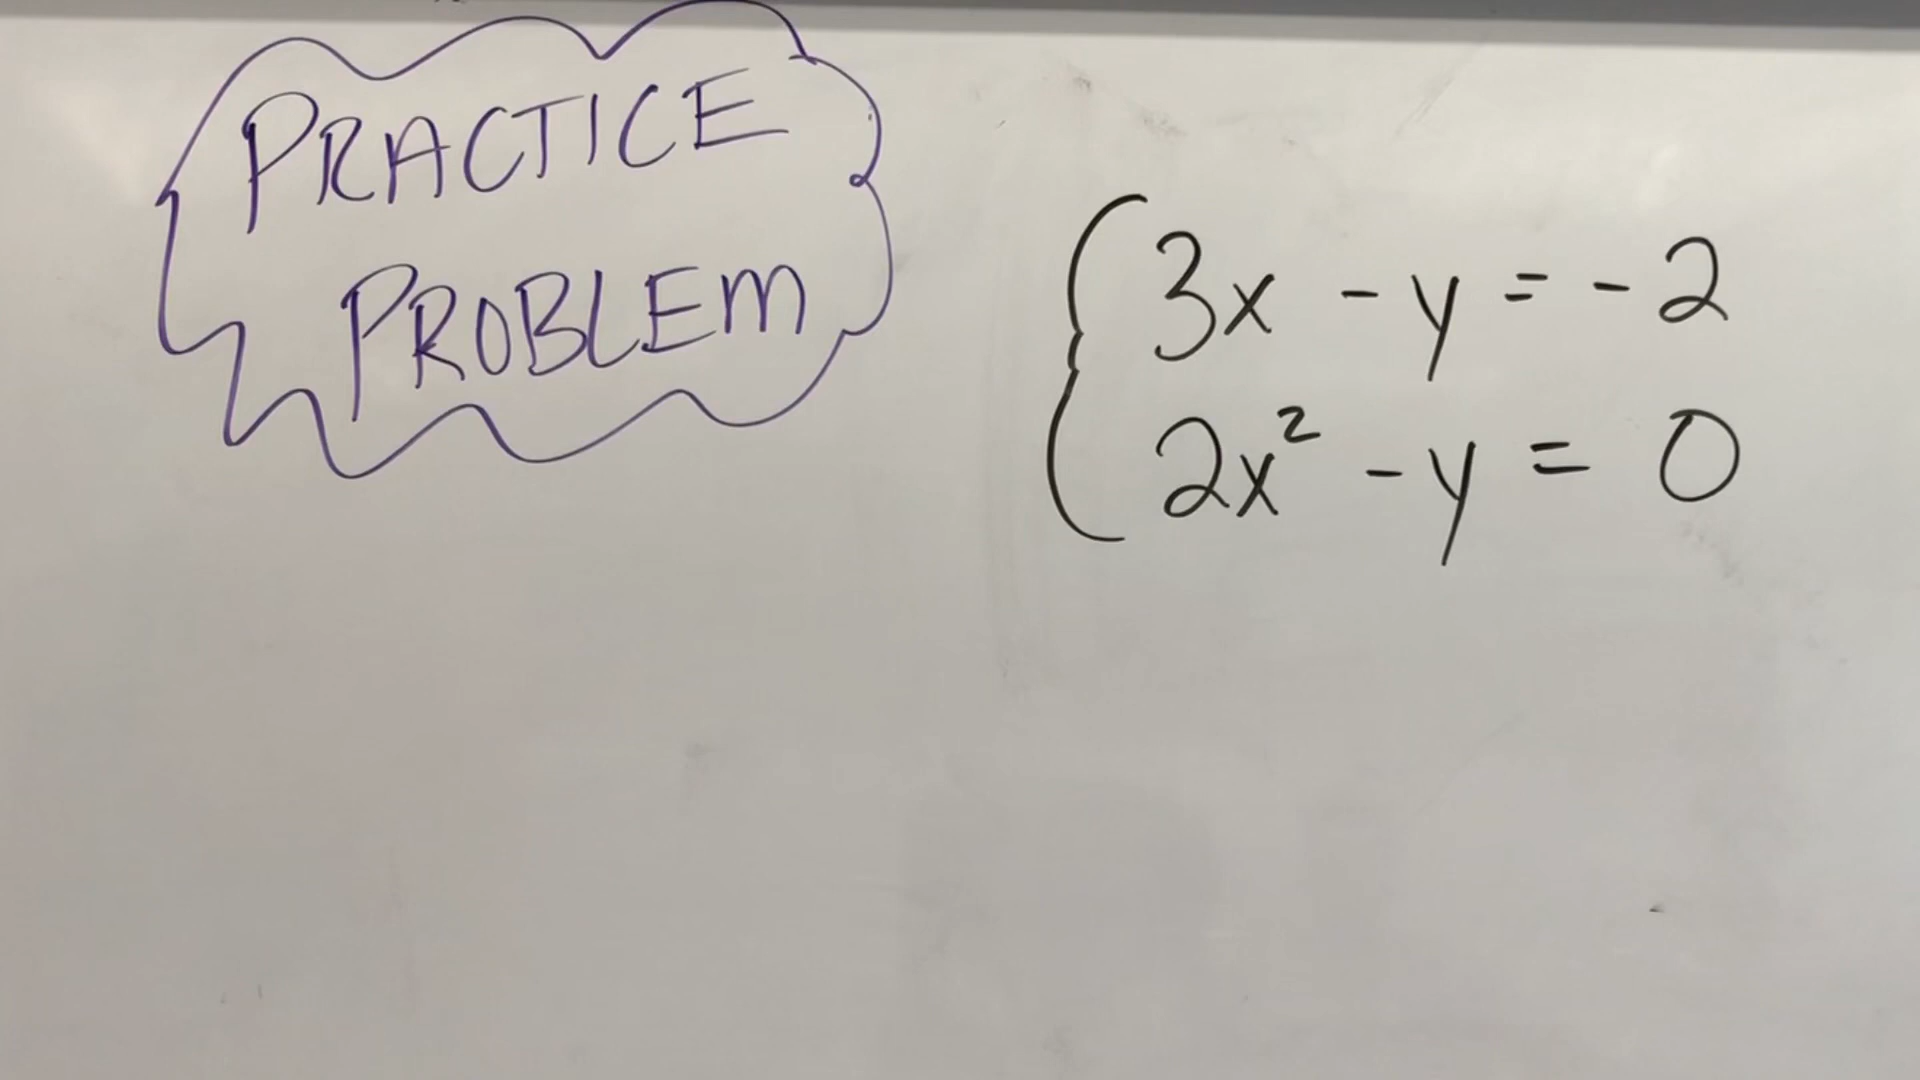 PRACTICE
PROBLEM
3x - y = -2
2x² - y = 0